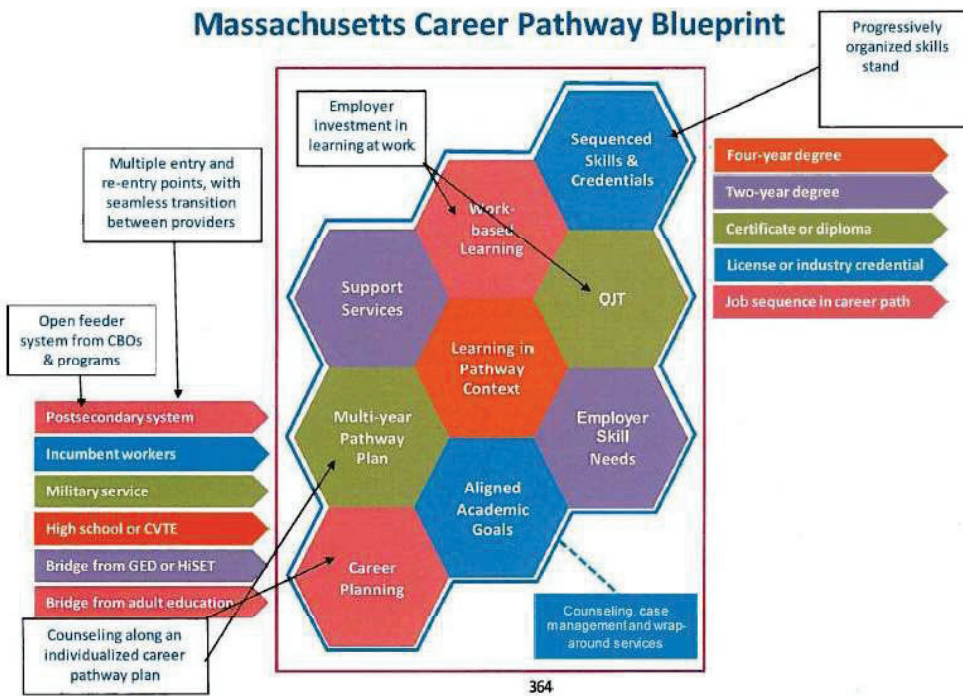 Massachusetts Career Pathway Blueprint
Progressively
organized skills
stand
Employer
investment in
learning at work
Multiple entry and
re-entry points, with
seamless transition
between providers
Open feeder
system from CBOs
& programs
Sequenced
Skills &
Credentials
Work-
based
Learning
Support
Services
OJT
Learning in
Pathway
Context
Multi-year
Pathway
Plan
Employer
Skill
Needs
Aligned
Academic
Goals
Career
Planning
Four-year degree
Two-year degree
Certificate or diploma
License or industry credential
Job sequence in career path
Postsecondary system
Incumbent workers
Military service
High school or CVTE
Bridge from GED or HiSET
Bridge from adult education
Counseling along an
individualized career
pathway plan
Counseling, case
management and wrap-
around services
364